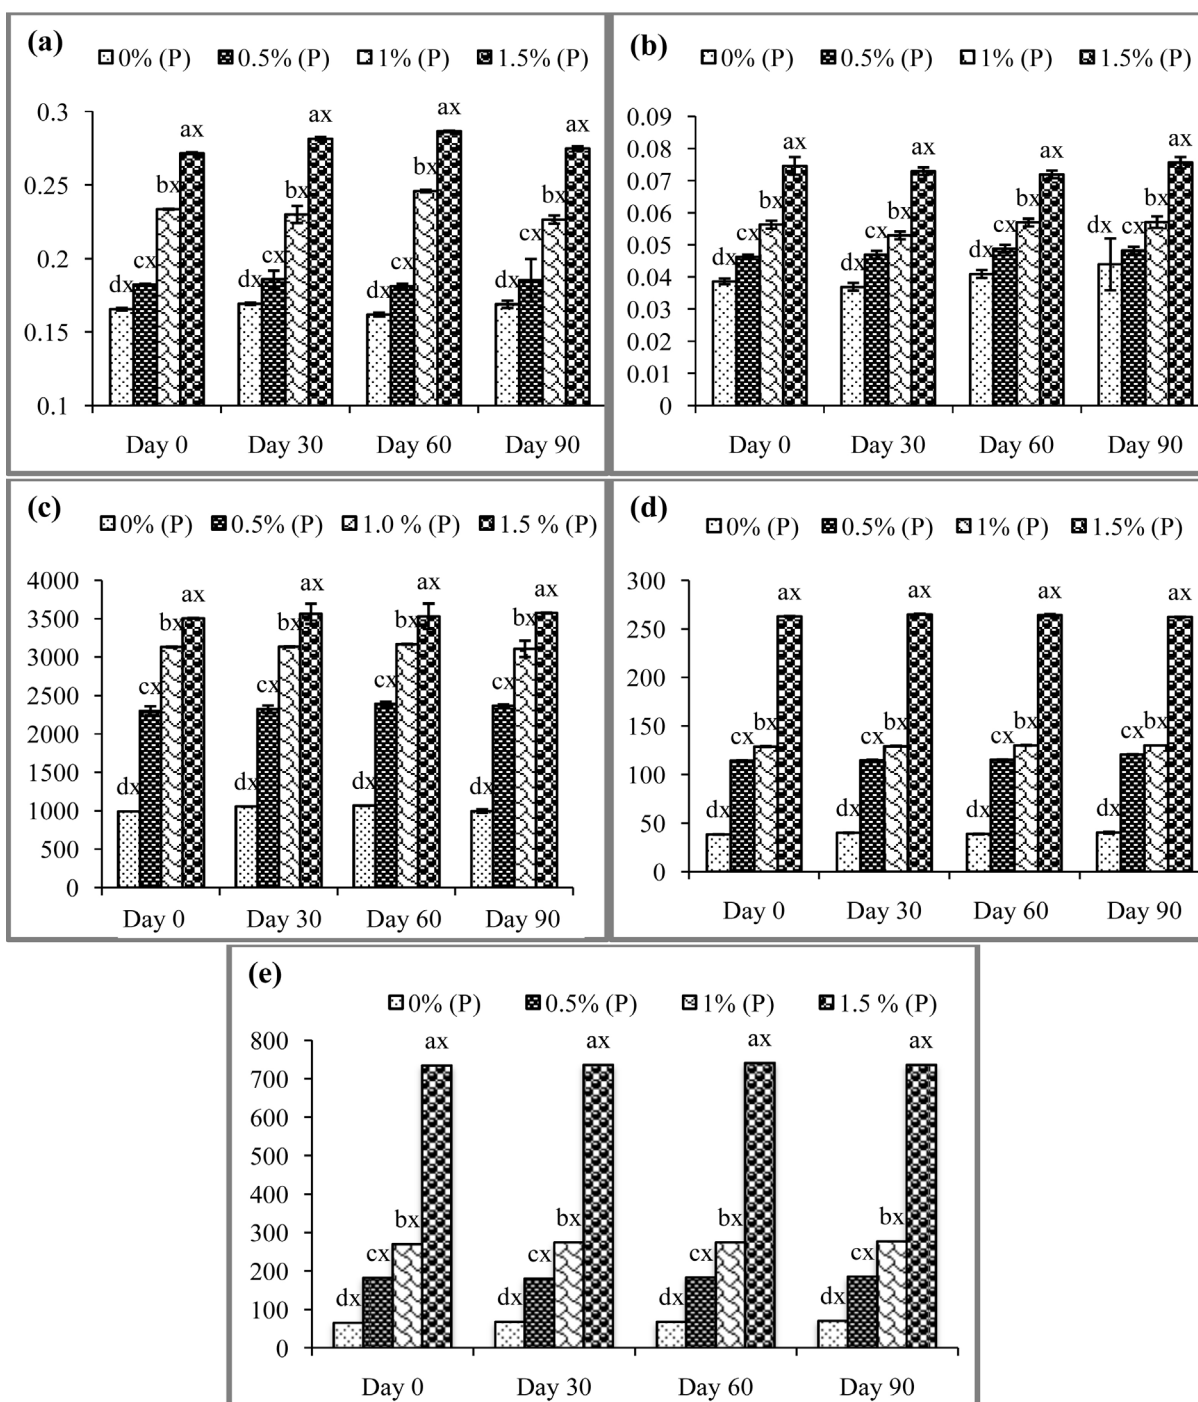 (a)
0% (P) 0.5% (P) 1% (P) 1.5% (P)
0.3
0.25
0.2
0.15
0.1
dx cx bx ax dx cx bx ax dx cx bx ax dx cx bx ax
Day 0 Day 30 Day 60 Day 90
(b)
0% (P) 0.5% (P) 1% (P) 1.5% (P)
0.09
0.08
0.07
0.06
0.05
0.04
0.03
0.02
0.01
0
dx cx bx ax dx cx bx ax dx cx bx ax dx cx bx ax
Day 0 Day 30 Day 60 Day 90
(c)
0% (P) 0.5% (P) 1.0 % (P) 1.5 % (P)
4000
3500
3000
2500
2000
1500
1000
500
0
dx cx bx ax dx cx bx ax dx cx bx ax dx cx bx ax
Day 0 Day 30 Day 60 Day 90
(d)
0% (P) 0.5% (P) 1% (P) 1.5% (P)
300
250
200
150
100
50
0
dx cx bx ax dx cx bx ax dx cx bx ax dx cx bx ax
Day 0 Day 30 Day 60 Day 90
(e)
0% (P) 0.5% (P) 1% (P) 1.5 % (P)
800
700
600
500
400
300
200
100
0
dx cx bx ax dx cx bx ax dx cx bx ax dx cx bx ax
Day 0 Day 30 Day 60 Day 90